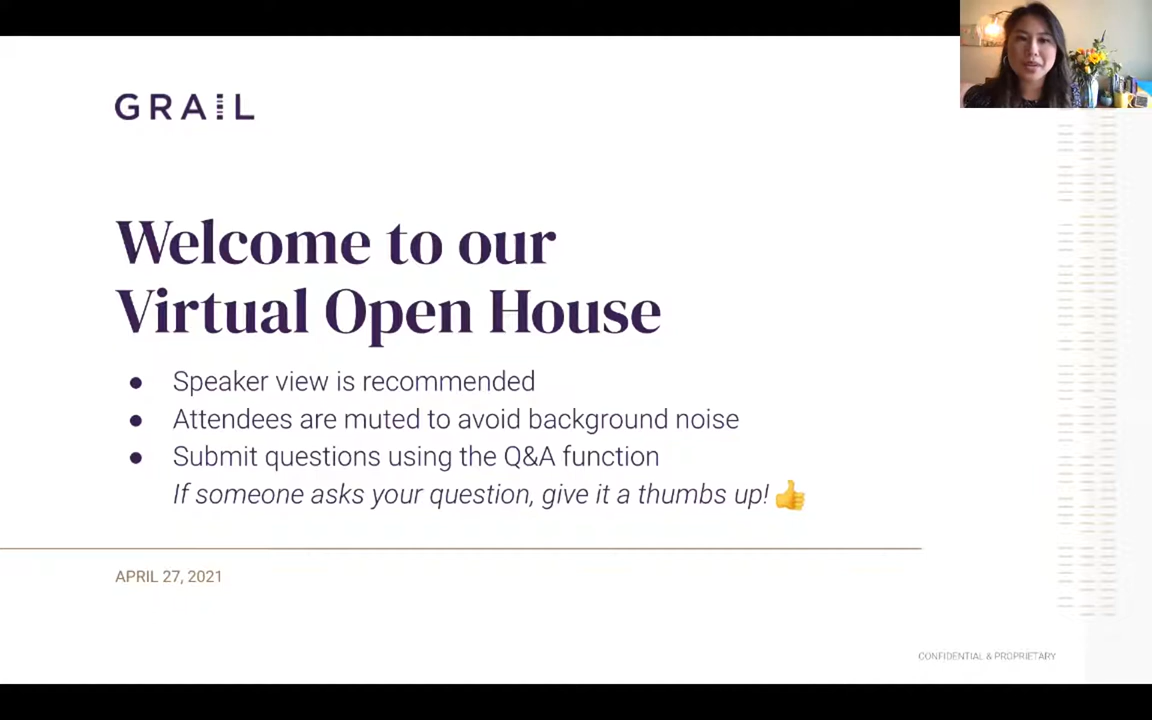 GRAIL
Welcome to our
Virtual Open House
● Speaker view is recommended
● Attendees are muted to avoid background noise
● Submit questions using the Q&A function
If someone asks your question, give it a thumbs up! 👍
APRIL 27, 2021
CONFIDENTIAL & PROPRIETARY